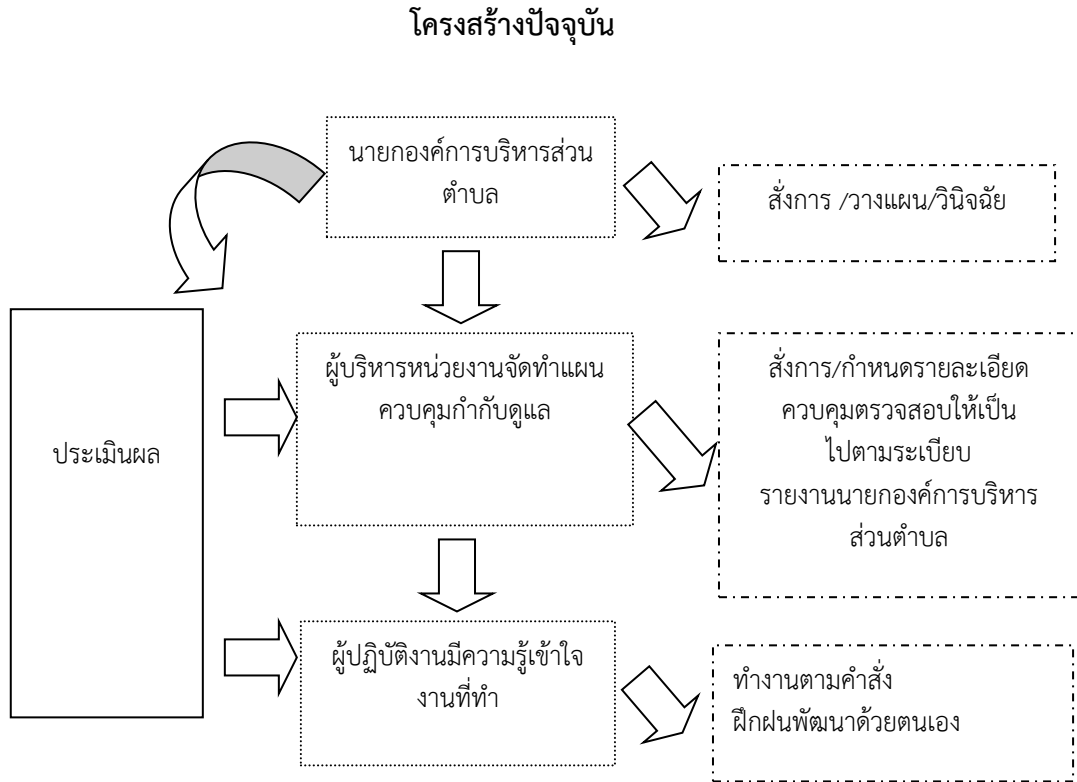 โครงสร้างปัจจุบัน
นายกองค์การบริหารส่วน
ตำบล
สั่งการ /วางแผน/วินิจฉัย
ประเมินผล
ผู้บริหารหน่วยงานจัดทำแผน
ควบคุมกำกับดูแล
สั่งการ/กำหนดรายละเอียด
ควบคุมตรวจสอบให้เป็น
ไปตามระเบียบ
รายงานนายกองค์การบริหาร
ส่วนตำบล
ผู้ปฏิบัติงานมีความรู้เข้าใจ
งานที่ทำ
ทำงานตามคำสั่ง
ฝึกฝนพัฒนาด้วยตนเอง